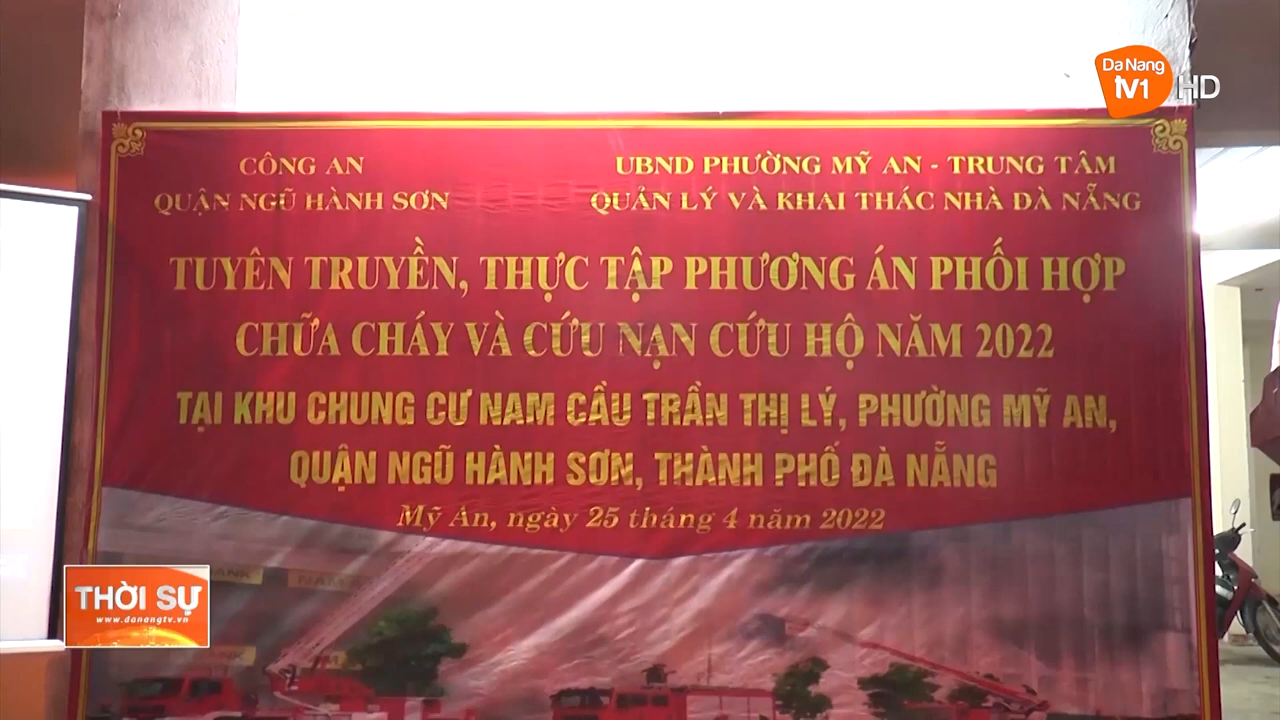 Da Nang
TV1 HD
CÔNG AN
QUẬN NGŨ HÀNH SƠN
UBND PHƯỜNG MỸ AN - TRUNG TÂM
QUẢN LÝ VÀ KHAI THÁC NHÀ ĐÀ NẴNG
TUYÊN TRUYỀN, THỰC TẬP PHƯƠNG ÁN PHỐI HỢP
CHỮA CHÁY VÀ CỨU NẠN CỨU HỘ NĂM 2022
TẠI KHU CHUNG CƯ NAM CẦU TRẦN THỊ LÝ, PHƯỜNG MỸ AN,
QUẬN NGŨ HÀNH SƠN, THÀNH PHỐ ĐÀ NẴNG
Mỹ An, ngày 25 tháng 4 năm 2022
THỜI SỰ
www.danangtv.vn